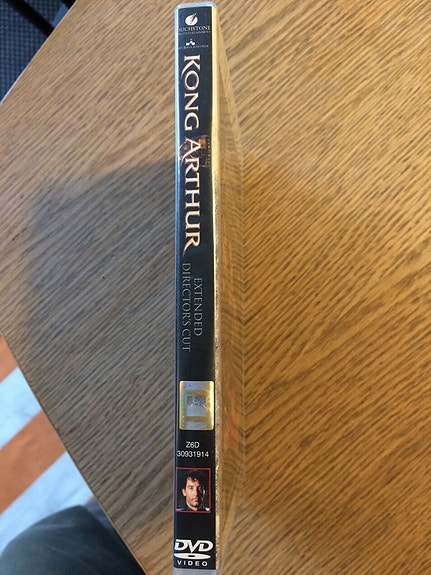 TOUCHSTONE
KONG ARTHUR
EXTENDED
DIRECTOR'S CUT
Z6D
30931914
DVD
VIDEO